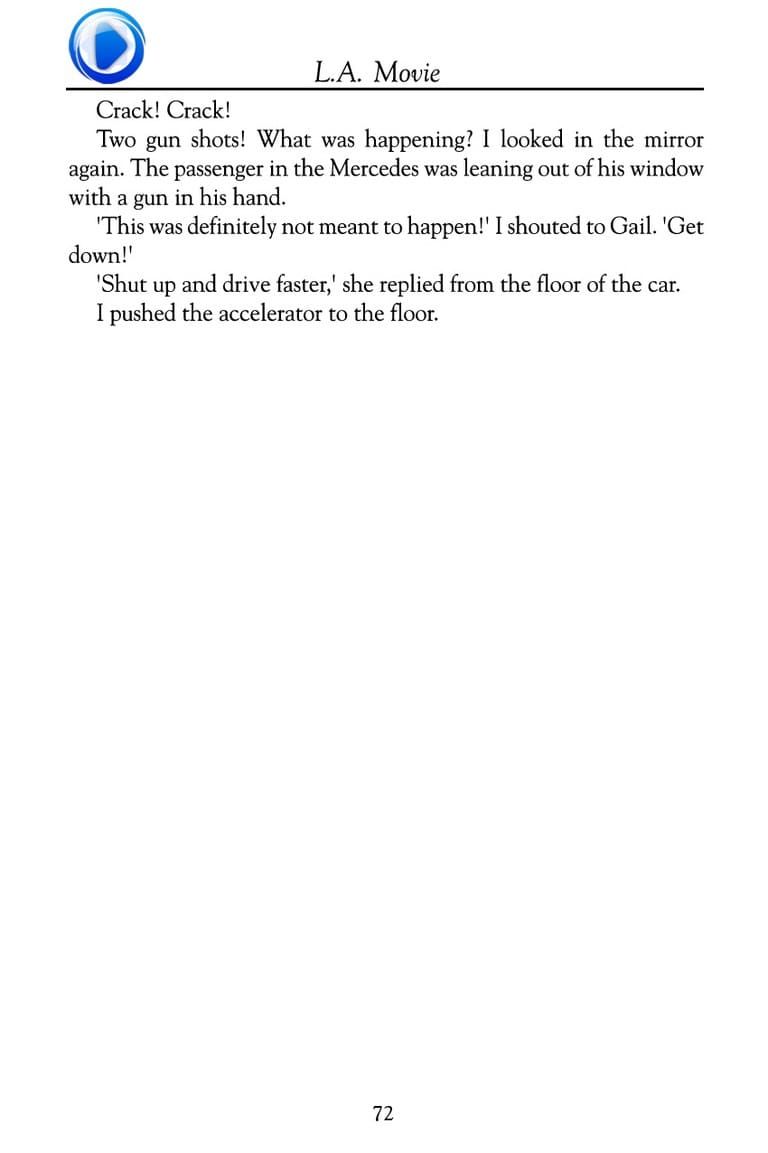 L.A. Movie
Crack! Crack!
Two gun shots! What was happening? I looked in the mirror
again. The passenger in the Mercedes was leaning out of his window
with a gun in his hand.
'This was definitely not meant to happen!' I shouted to Gail. 'Get
down!'
'Shut up and drive faster,' she replied from the floor of the car.
I pushed the accelerator to the floor.
72